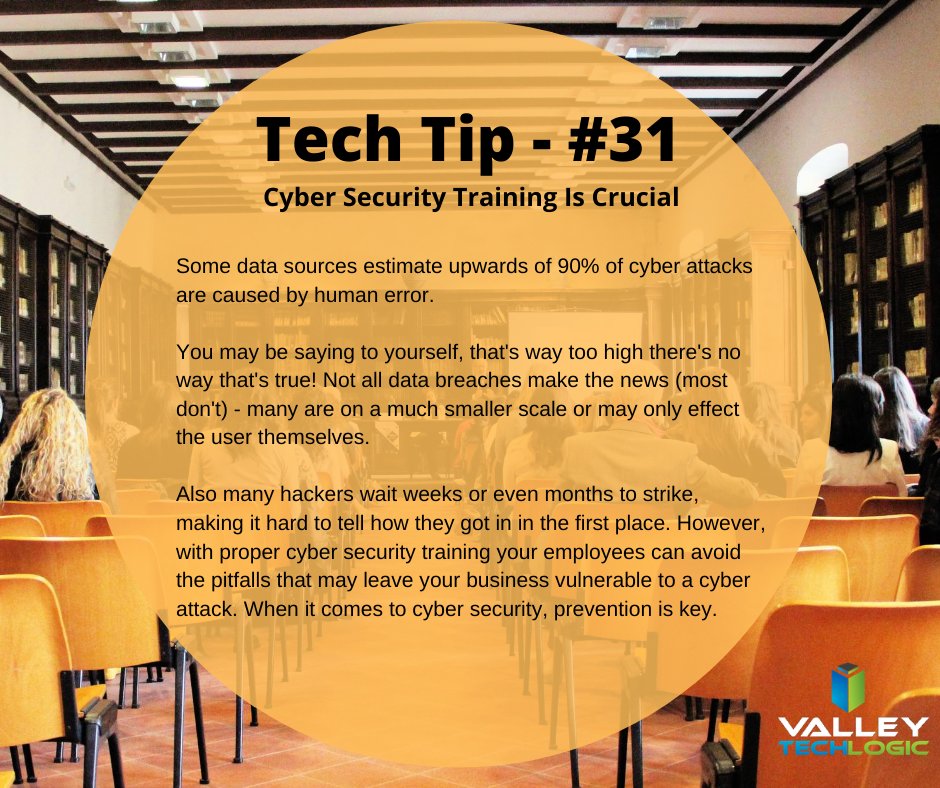 Tech Tip - #31
Cyber Security Training Is Crucial
Some data sources estimate upwards of 90% of cyber attacks
are caused by human error.
You may be saying to yourself, that's way too high there's no
way that's true! Not all data breaches make the news (most
don't) - many are on a much smaller scale or may only effect
the user themselves.
Also many hackers wait weeks or even months to strike,
making it hard to tell how they got in in the first place. However,
with proper cyber security training your employees can avoid
the pitfalls that may leave your business vulnerable to a cyber
attack. When it comes to cyber security, prevention is key.
VALLEY
TECHLOGIC